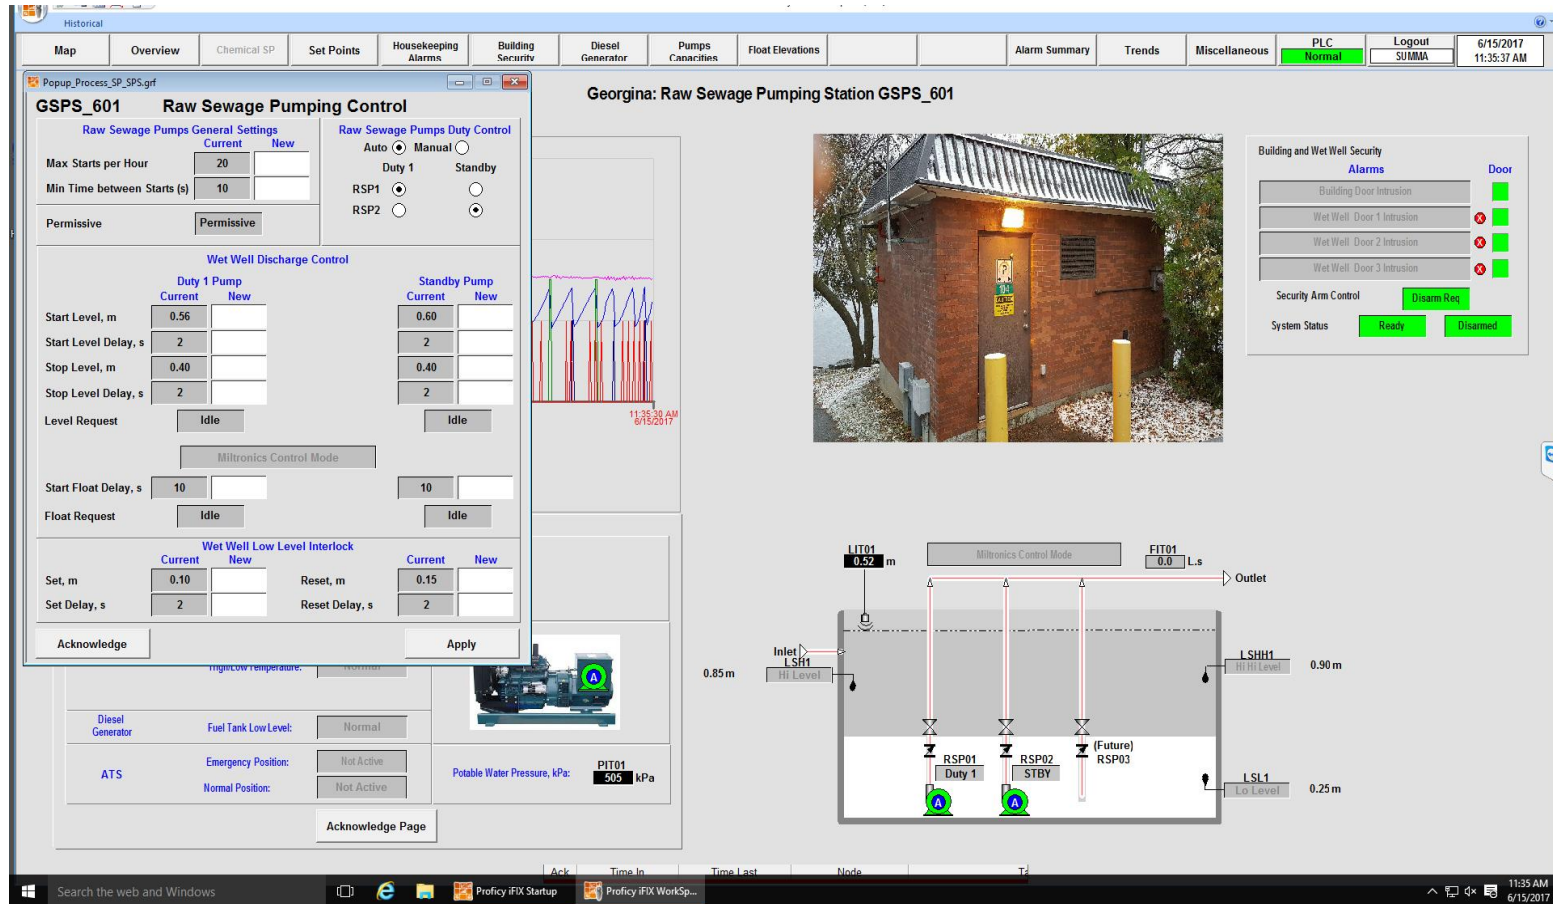 Historical
Map Overview Chemical SP Set Points Housekeeping Alarms Building Security Diesel Generator Pumps Capacities Float Elevations Alarm Summary Trends Miscellaneous PLC Normal Logout SUMMA 6/15/2017 11:35:37 AM
Popup_Process_SP_SPS.grf
GSPS_601 Raw Sewage Pumping Control
Raw Sewage Pumps General Settings
Current New
Max Starts per Hour 20
Min Time between Starts (s) 10
Permissive Permissive
Raw Sewage Pumps Duty Control
Auto Manual
Duty 1 Standby
RSP1
RSP2
Wet Well Discharge Control
Duty 1 Pump Standby Pump
Current New Current New
Start Level, m 0.56 0.60
Start Level Delay, s 2 2
Stop Level, m 0.40 0.40
Stop Level Delay, s 2 2
Level Request Idle Idle
Miltronics Control Mode
Start Float Delay, s 10 10
Float Request Idle Idle
Wet Well Low Level Interlock
Current New Current New
Set, m 0.10 Reset, m 0.15
Set Delay, s 2 Reset Delay, s 2
Acknowledge Apply
Georgina: Raw Sewage Pumping Station GSPS_601
11:35:30 AM
6/15/2017
104
Building and Wet Well Security
Alarms Door
Building Door Intrusion
Wet Well Door 1 Intrusion X
Wet Well Door 2 Intrusion X
Wet Well Door 3 Intrusion X
Security Arm Control Disarm Req
System Status Ready Disarmed
LIT01
0.52 m
Miltronics Control Mode
FIT01
0.0 L.s
Outlet
Inlet
0.85 m LSH1
Hi Level
LSHH1
Hi Hi Level 0.90 m
(Future)
RSP01 RSP02 RSP03
Duty 1 STBY
A A
LSL1
Lo Level 0.25 m
High/Low Temperature: Normal
A
Diesel
Generator
Fuel Tank Low Level: Normal
ATS
Emergency Position: Not Active
Normal Position: Not Active
Potable Water Pressure, kPa: PIT01
505 kPa
Acknowledge Page
Ack Time In Time Last Node
Search the web and Windows Proficy iFIX Startup Proficy iFIX WorkSp...
11:35 AM
6/15/2017